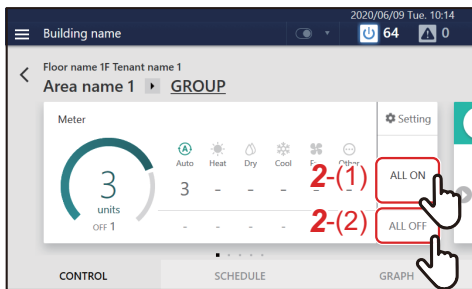 2020/06/09 Tue. 10:14
Building name
64
0
Floor name 1F Tenant name 1
Area name 1 GROUP
Meter
Setting
Auto Heat Dry Cool
3 - - -
3
units
OFF 1
- - - - - -
2-(1) ALL ON
2-(2) ALL OFF
CONTROL SCHEDULE GRAPH